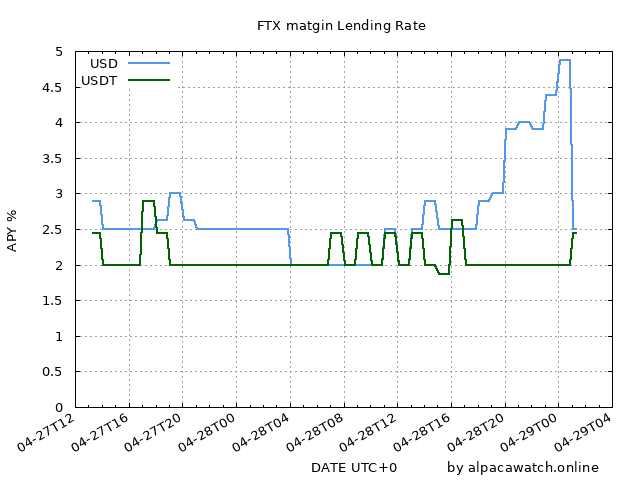 FTX matgin Lending Rate
USD
USDT
5
4.5
4
3.5
3
2.5
2
1.5
1
0.5
0
APY %
04-27T12
04-27T16
04-27T20
04-28T00
04-28T04
04-28T08
04-28T12
04-28T16
04-28T20
04-29T00
04-29T04
DATE UTC+0
by alpacawatch.online